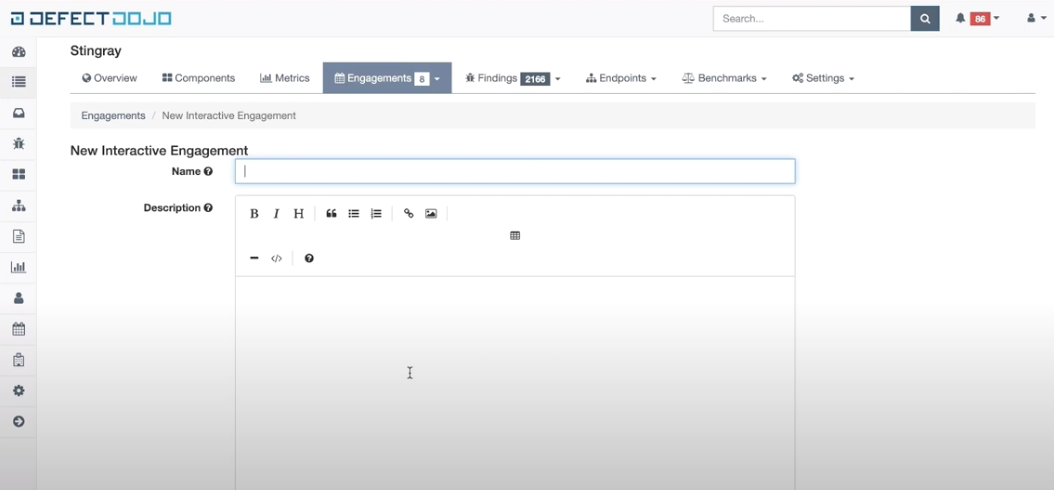 DEFECTDOJO
Search...
86
Stingray
Overview Components Metrics Engagements 8 Findings 2166 Endpoints Benchmarks Settings
Engagements / New Interactive Engagement
New Interactive Engagement
Name
Description
B I H